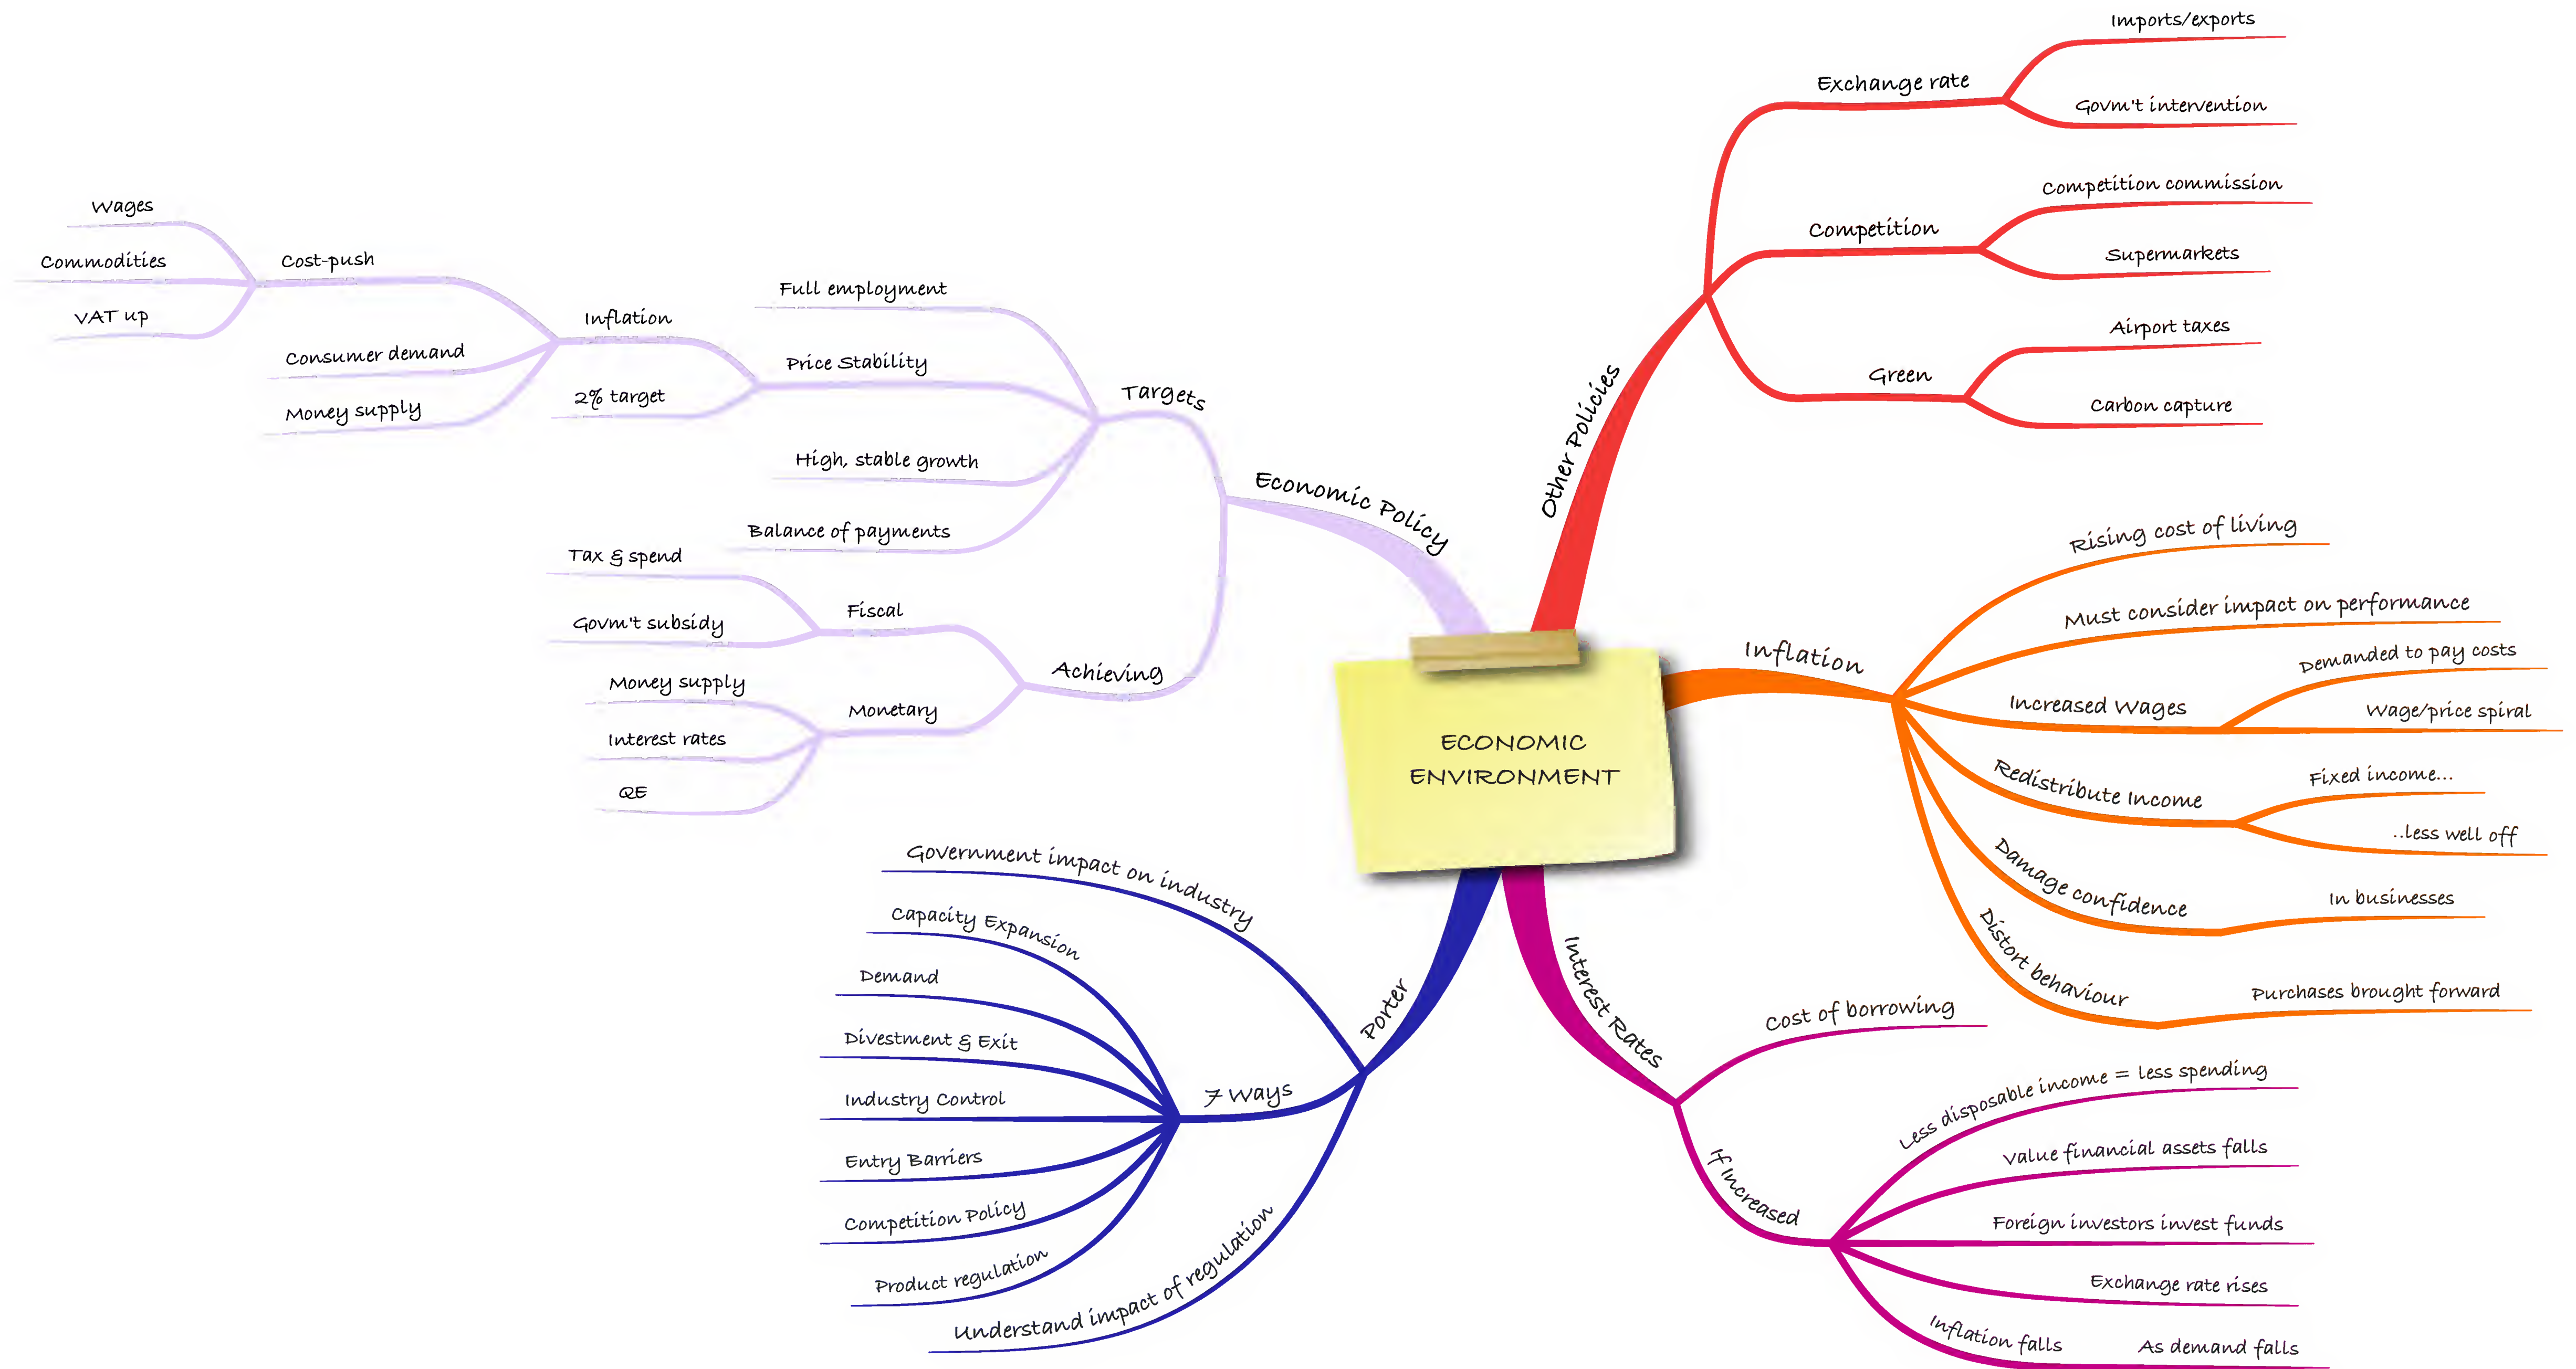 ECONOMIC
ENVIRONMENT
Economic Policy
Targets
Full employment
Price Stability
Inflation
Cost-push
Wages
Commodities
VAT up
Consumer demand
Money supply
2% target
High, stable growth
Balance of payments
Achieving
Fiscal
Tax & spend
Govm't subsidy
Monetary
Money supply
Interest rates
QE
Other Policies
Exchange rate
Imports/exports
Govm't intervention
Competition
Competition commission
Supermarkets
Green
Airport taxes
Carbon capture
Inflation
Rising cost of living
Must consider impact on performance
Increased Wages
Demanded to pay costs
Wage/price spiral
Redistribute Income
Fixed income...
..less well off
Damage confidence
In businesses
Distort behaviour
Purchases brought forward
Interest Rates
Cost of borrowing
If Increased
Less disposable income = less spending
Value financial assets falls
Foreign investors invest funds
Exchange rate rises
Inflation falls
As demand falls
Porter
Government impact on industry
7 Ways
Capacity Expansion
Demand
Divestment & Exit
Industry Control
Entry Barriers
Competition Policy
Product regulation
Understand impact of regulation